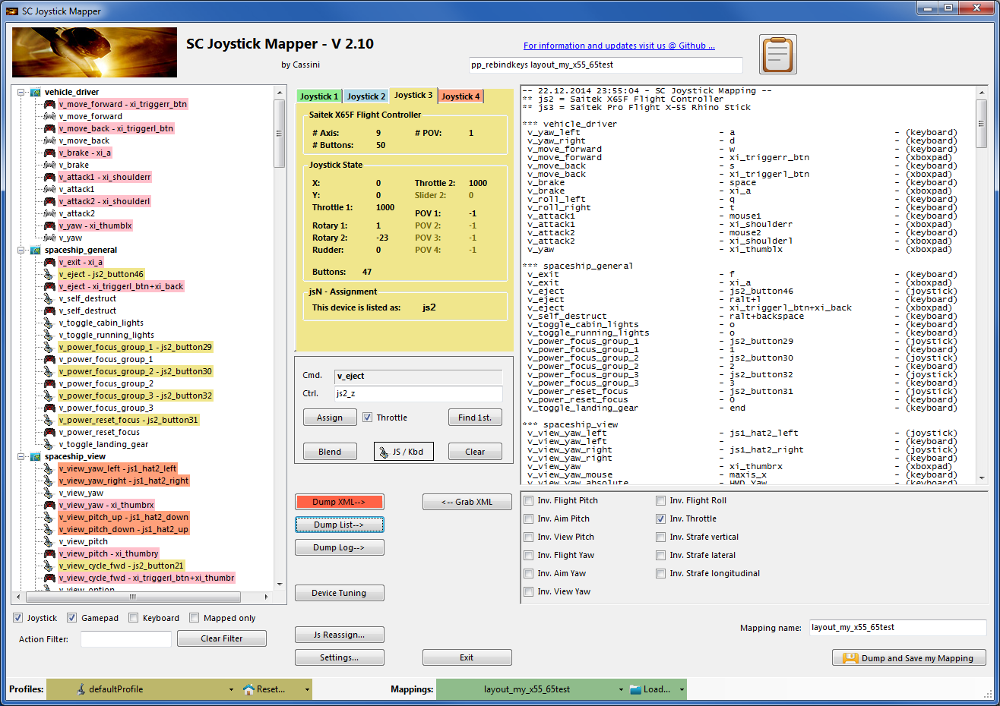 SC Joystick Mapper
SC Joystick Mapper - V 2.10
by Cassini
For information and updates visit us @ Github ...
pp_rebindkeys layout_my_x55_65test
vehicle_driver
v_move_forward - xi_triggerr_btn
v_move_forward
v_move_back - xi_triggerl_btn
v_move_back
v_brake - xi_a
v_brake
v_attack1 - xi_shoulderr
v_attack1
v_attack2 - xi_shoulderl
v_attack2
v_yaw - xi_thumblx
v_yaw
spaceship_general
v_exit - xi_a
v_eject - js2_button46
v_eject - xi_triggerl_btn+xi_back
v_self_destruct
v_self_destruct
v_toggle_cabin_lights
v_toggle_running_lights
v_power_focus_group_1 - js2_button29
v_power_focus_group_1
v_power_focus_group_2 - js2_button30
v_power_focus_group_2
v_power_focus_group_3 - js2_button32
v_power_focus_group_3
v_power_reset_focus - js2_button31
v_power_reset_focus
v_toggle_landing_gear
spaceship_view
v_view_yaw_left - js1_hat2_left
v_view_yaw_right - js1_hat2_right
v_view_yaw
v_view_yaw - xi_thumbrx
v_view_pitch_up - js1_hat2_down
v_view_pitch_down - js1_hat2_up
v_view_pitch
v_view_pitch - xi_thumbry
v_view_cycle_fwd - js2_button21
v_view_cycle_fwd - xi_triggerl_btn+xi_thumbr
v_view_option
Joystick Gamepad Keyboard Mapped only
Action Filter: Clear Filter
Joystick 1 Joystick 2 Joystick 3 Joystick 4
Saitek X65F Flight Controller
# Axis: 9 # POV: 1
# Buttons: 50
Joystick State
X: 0 Throttle 2: 1000
Y: 0 Slider 2: 0
Throttle 1: 1000
POV 1: -1
Rotary 1: 1 POV 2: -1
Rotary 2: -23 POV 3: -1
Rudder: 0 POV 4: -1
Buttons: 47
jsN - Assignment
This device is listed as: js2
Cmd. v_eject
Ctrl. js2_z
Assign Throttle Find 1st.
Blend JS / Kbd Clear
Dump XML--> <-- Grab XML
Dump List-->
Dump Log-->
Device Tuning
Js Reassign...
Settings... Exit
-- 22.12.2014 23:55:04 - SC Joystick Mapping --
** js2 = Saitek X65F Flight Controller
** js3 = Saitek Pro Flight X-55 Rhino Stick
*** vehicle_driver
v_yaw_left - a - (keyboard)
v_yaw_right - d - (keyboard)
v_move_forward - w - (keyboard)
v_move_forward - xi_triggerr_btn - (xboxpad)
v_move_back - s - (keyboard)
v_move_back - xi_triggerl_btn - (xboxpad)
v_brake - space - (keyboard)
v_brake - xi_a - (xboxpad)
v_roll_left - q - (keyboard)
v_roll_right - t - (keyboard)
v_attack1 - mouse1 - (keyboard)
v_attack1 - xi_shoulderr - (xboxpad)
v_attack2 - mouse2 - (keyboard)
v_attack2 - xi_shoulderl - (xboxpad)
v_yaw - xi_thumblx - (xboxpad)
*** spaceship_general
v_exit - f - (keyboard)
v_exit - xi_a - (xboxpad)
v_eject - js2_button46 - (joystick)
v_eject - ralt+l - (keyboard)
v_eject - xi_triggerl_btn+xi_back - (xboxpad)
v_self_destruct - ralt+backspace - (keyboard)
v_toggle_cabin_lights - o - (keyboard)
v_toggle_running_lights - o - (keyboard)
v_power_focus_group_1 - js2_button29 - (joystick)
v_power_focus_group_1 - 1 - (keyboard)
v_power_focus_group_2 - js2_button30 - (joystick)
v_power_focus_group_2 - 2 - (keyboard)
v_power_focus_group_3 - js2_button32 - (joystick)
v_power_focus_group_3 - 3 - (keyboard)
v_power_reset_focus - js2_button31 - (joystick)
v_power_reset_focus - 0 - (keyboard)
v_toggle_landing_gear - end - (keyboard)
*** spaceship_view
v_view_yaw_left - js1_hat2_left - (joystick)
v_view_yaw_left - - (keyboard)
v_view_yaw_right - js1_hat2_right - (joystick)
v_view_yaw_right - - (keyboard)
v_view_yaw - xi_thumbrx - (xboxpad)
v_view_yaw_mouse - maxis_x - (keyboard)
v_view_yaw_absolute - HMD_Yaw - (keyboard)
Inv. Flight Pitch Inv. Flight Roll
Inv. Aim Pitch Inv. Throttle
Inv. View Pitch Inv. Strafe vertical
Inv. Flight Yaw Inv. Strafe lateral
Inv. Aim Yaw Inv. Strafe longitudinal
Inv. View Yaw
Mapping name: layout_my_x55_65test
Dump and Save my Mapping
Profiles: defaultProfile Reset... Mappings: layout_my_x55_65test Load...